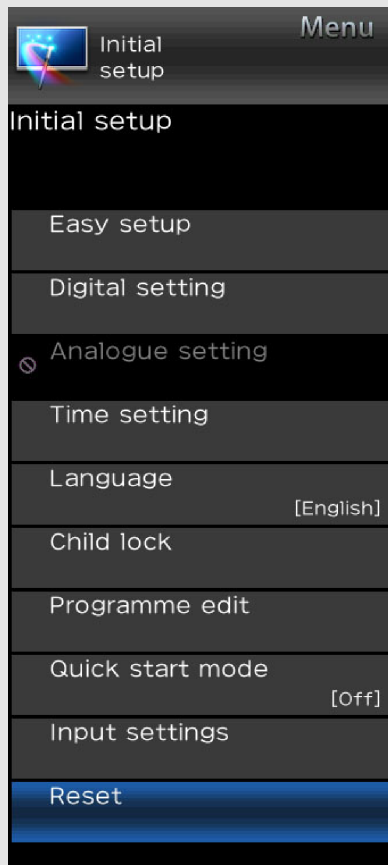 Menu
Initial
setup
Initial setup
Easy setup
Digital setting
Analogue setting
Time setting
Language
[English]
Child lock
Programme edit
Quick start mode
[Off]
Input settings
Reset